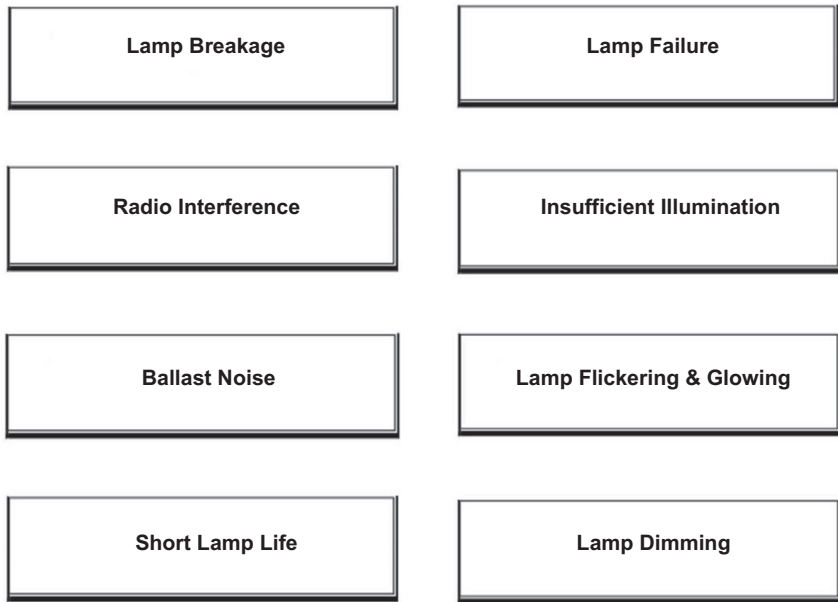 Lamp Breakage
Lamp Failure
Radio Interference
Insufficient Illumination
Ballast Noise
Lamp Flickering & Glowing
Short Lamp Life
Lamp Dimming